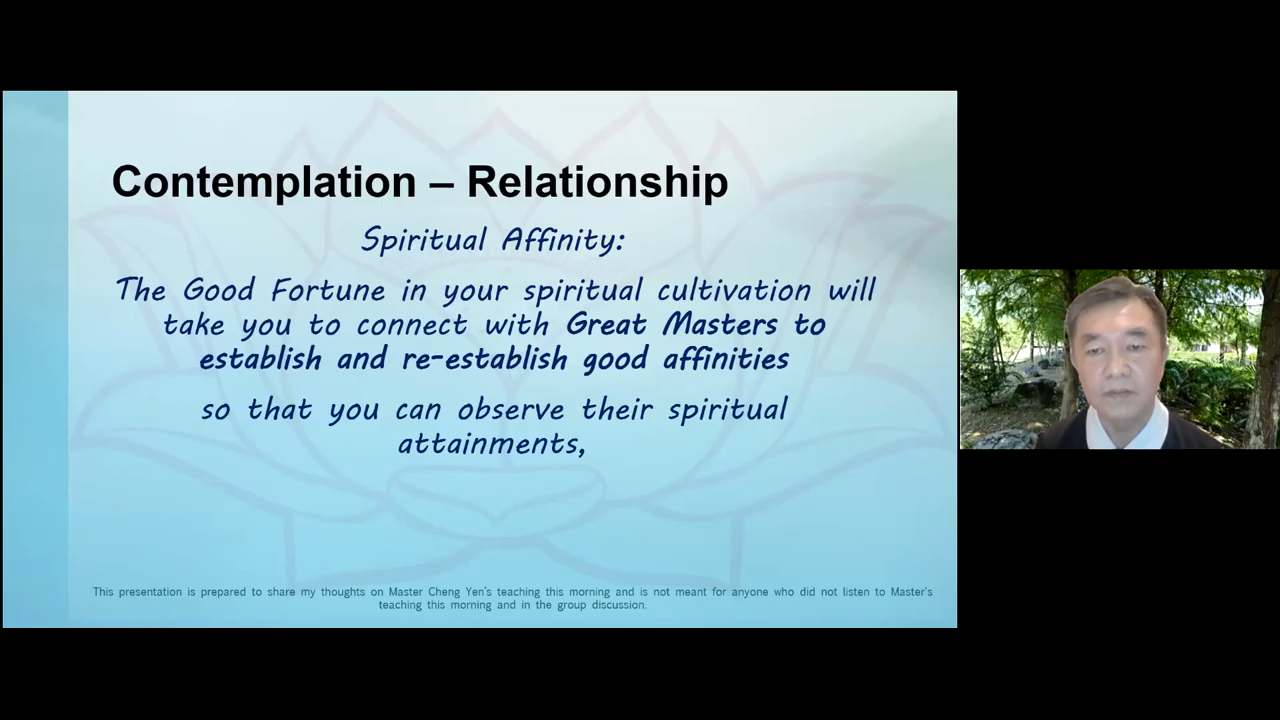 Contemplation – Relationship
Spiritual Affinity:
The Good Fortune in your spiritual cultivation will
take you to connect with Great Masters to
establish and re-establish good affinities
so that you can observe their spiritual
attainments,
This presentation is prepared to share my thoughts on Master Cheng Yen's teaching this morning and is not meant for anyone who did not listen to Master's
teaching this morning and in the group discussion.